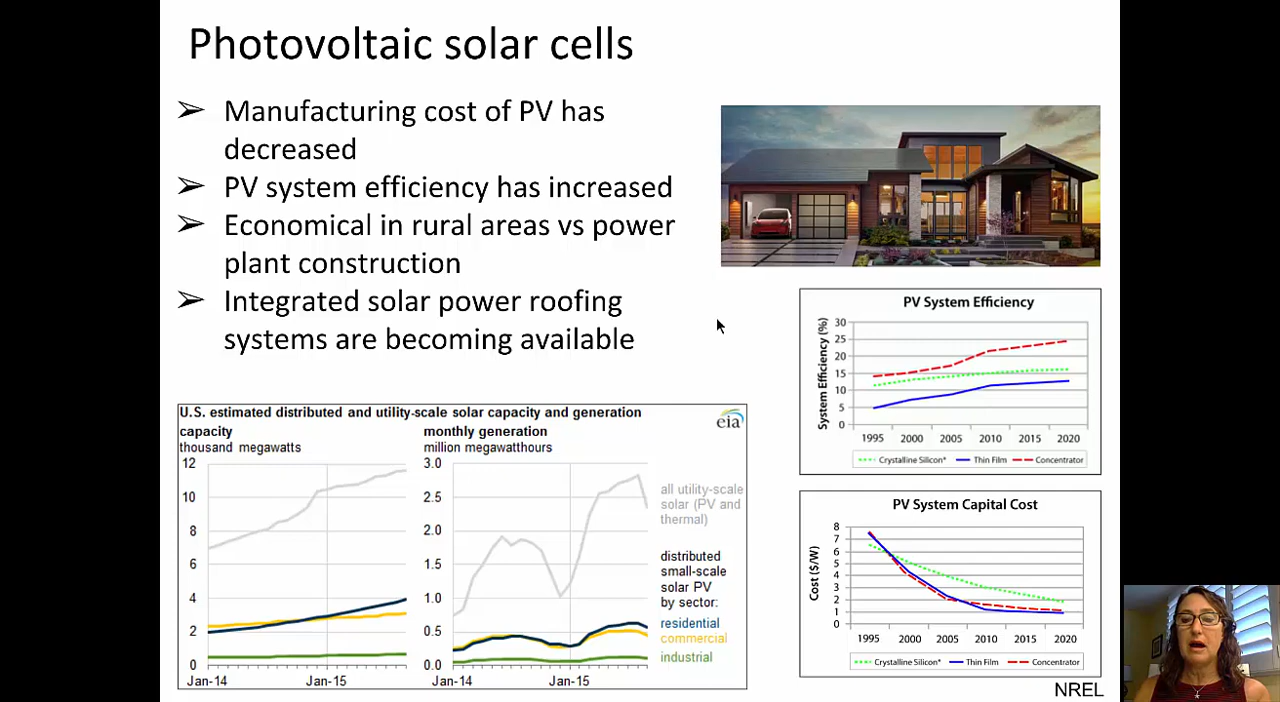 Photovoltaic solar cells
➢ Manufacturing cost of PV has
decreased
➢ PV system efficiency has increased
➢ Economical in rural areas vs power
plant construction
➢ Integrated solar power roofing
systems are becoming available
U.S. estimated distributed and utility-scale solar capacity and generation
eia
capacity
thousand megawatts
12
10
8
6
4
2
0
Jan-14 Jan-15
monthly generation
million megawatthours
3.0
2.5
2.0
1.5
1.0
0.5
0.0
Jan-14 Jan-15
all utility-scale
solar (PV and
thermal)
distributed
small-scale
solar PV
by sector:
residential
commercial
industrial
PV System Efficiency
System Efficiency (%)
30
25
20
15
10
5
0
1995 2000 2005 2010 2015 2020
Crystalline Silicon* Thin Film Concentrator
PV System Capital Cost
Cost ($/W)
8
7
6
5
4
3
2
1
0
1995 2000 2005 2010 2015 2020
Crystalline Silicon* Thin Film Concentrator
NREL